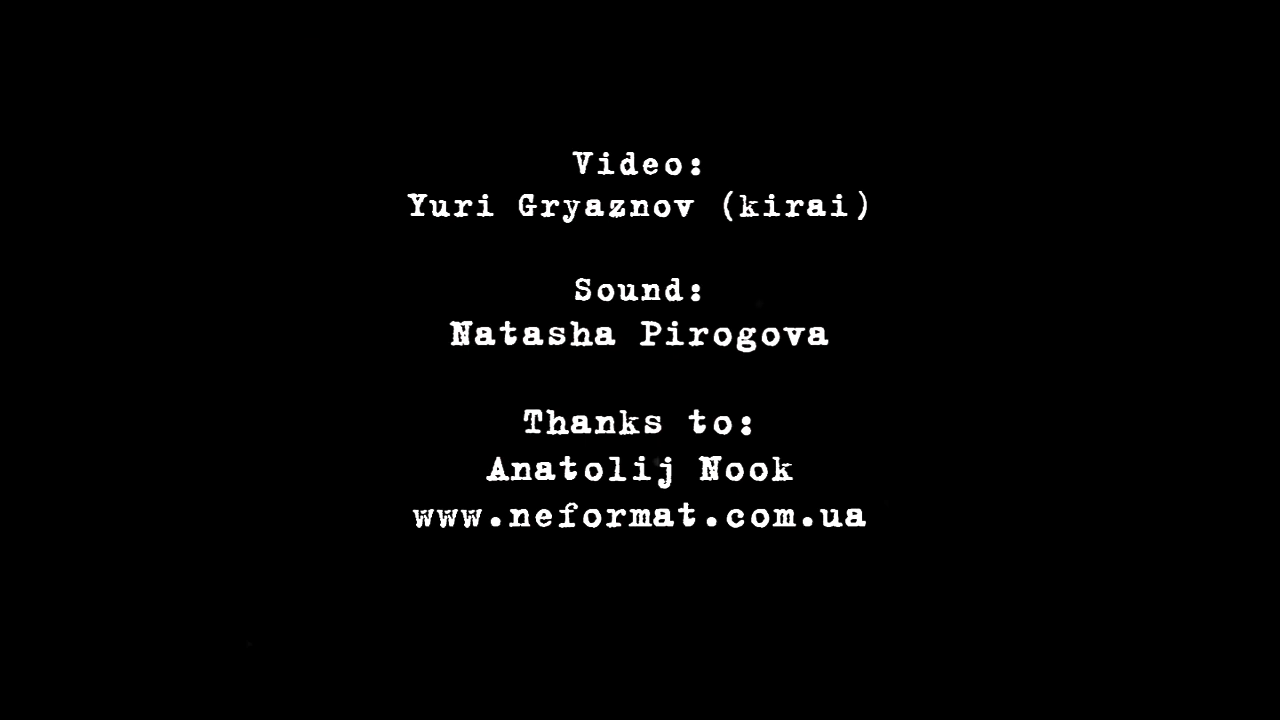 Video:
Yuri Gryaznov (kirai)
Sound:
Natasha Pirogova
Thanks to:
Anatolij Nook
www.neformat.com.ua